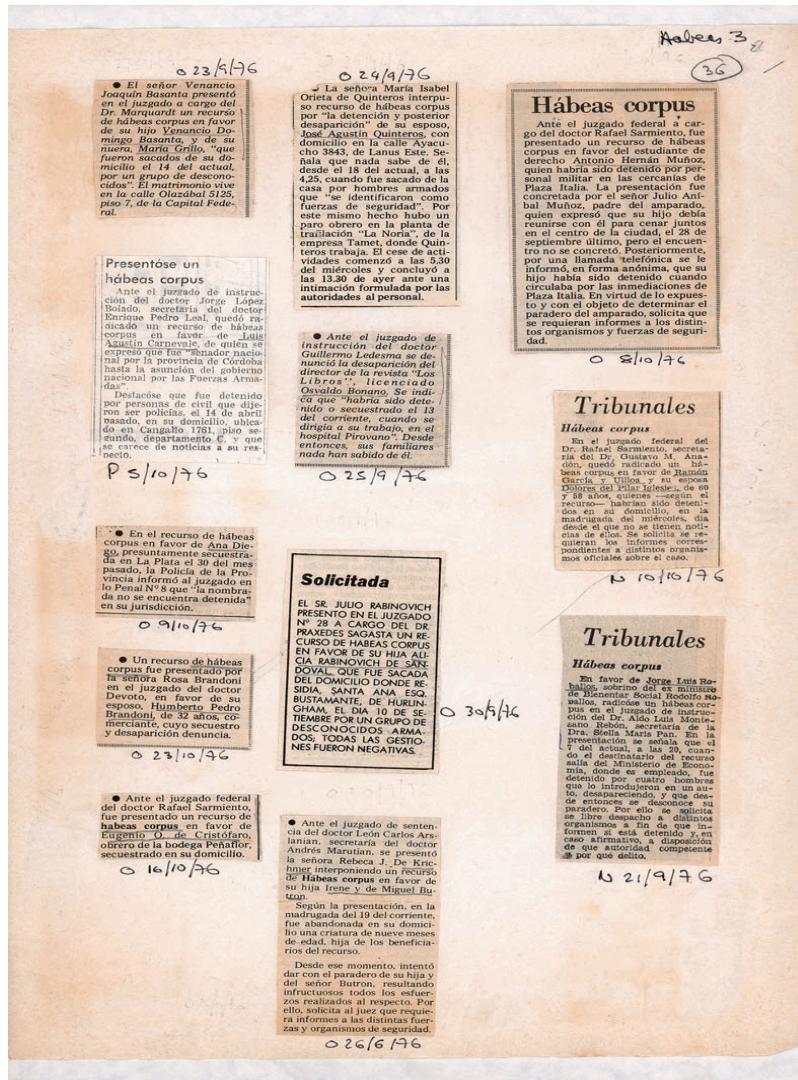 Habeas 3
36
O 23/9/76
● El señor Venancio
Joaquín Basanta presentó
en el juzgado a cargo del
Dr. Marquardt un recurso
de hábeas corpus en favor
de su hijo Venancio Do-
mingo Basanta, y de su
nuera, María Grillo, "que
fueron sacados de su do-
micilio el 14 del actual,
por un grupo de descono-
cidos". El matrimonio vive
en la calle Olazábal 5125,
piso 7, de la Capital Fede-
ral.
Presentóse un
hábeas corpus
Ante el juzgado de instruc-
ción del doctor Jorge López
Bolado, secretaría del doctor
Enrique Pedro Leal, quedó ra-
dicado un recurso de hábeas
corpus en favor de Luis
Agustín Carnevale, de quien se
expresó que fue "senador nacio-
nal por la provincia de Córdoba
hasta la asunción del gobierno
nacional por las Fuerzas Arma-
das".
Destacóse que fue detenido
por personas de civil que dije-
ron ser policías, el 14 de abril
pasado, en su domicilio, ubica-
do en Cangallo 1761, piso se-
gundo, departamento C, y que
se carece de noticias a su res-
pecto.
P 5/10/76
● En el recurso de hábeas
corpus en favor de Ana Die-
go, presuntamente secuestra-
da en La Plata el 30 del mes
pasado, la Policía de la Pro-
vincia informó al juzgado en
lo Penal Nº 8 que "la nombra-
da no se encuentra detenida"
en su jurisdicción.
O 9/10/76
● Un recurso de hábeas
corpus fue presentado por
la señora Rosa Brandoni
en el juzgado del doctor
Devoto, en favor de su
esposo, Humberto Pedro
Brandoni, de 32 años, co-
merciante, cuyo secuestro
y desaparición denuncia.
O 23/10/76
● Ante el juzgado federal
del doctor Rafael Sarmiento,
fue presentado un recurso de
habeas corpus en favor de
Eugenio O. de Cristófaro,
obrero de la bodega Peñaflor,
secuestrado en su domicilio.
O 16/10/76
O 24/9/76
La señora María Isabel
Orieta de Quinteros interpu-
so recurso de hábeas corpus
por "la detención y posterior
desaparición" de su esposo,
José Agustín Quinteros, con
domicilio en la calle Ayacu-
cho 3843, de Lanus Este. Se-
ñala que nada sabe de él,
desde el 18 del actual, a las
4,25, cuando fue sacado de la
casa por hombres armados
que "se identificaron como
fuerzas de seguridad". Por
este mismo hecho hubo un
paro obrero en la planta de
trafilación "La Noria", de
la empresa Tamet, donde Quin-
teros trabaja. El cese de acti-
vidades comenzó a las 5.30
del miércoles y concluyó a
las 13.30 de ayer ante una
intimación formulada por las
autoridades al personal.
● Ante el juzgado de
instrucción del doctor
Guillermo Ledesma se de-
nunció la desaparición del
director de la revista "Los
Libros", licenciado
Osvaldo Bonano. Se indi-
ca que "habría sido dete-
nido o secuestrado el 13
del corriente, cuando se
dirigía a su trabajo, en el
hospital Pirovano". Desde
entonces, sus familiares
nada han sabido de él.
O 25/9/76
Solicitada
EL SR. JULIO RABINOVICH
PRESENTO EN EL JUZGADO
Nº 28 A CARGO DEL DR.
PRAXEDES SAGASTA UN RE-
CURSO DE HABEAS CORPUS
EN FAVOR DE SU HIJA ALI-
CIA RABINOVICH DE SAN-
DOVAL, QUE FUE SACADA
DEL DOMICILIO DONDE RE-
SIDIA, SANTA ANA ESQ.
BUSTAMANTE, DE HURLIN-
GHAM, EL DIA 10 DE SE-
TIEMBRE POR UN GRUPO DE
DESCONOCIDOS ARMA-
DOS; TODAS LAS GESTIO-
NES FUERON NEGATIVAS.
O 30/9/76
● Ante el juzgado de senten-
cia del doctor León Carlos Ars-
lanian, secretaría del doctor
Andrés Marutian, se presentó
la señora Rebeca J. De Krich-
mer interponiendo un recurso
de Hábeas corpus en favor de
su hija Irene y de Miguel Bu-
tron.
Según la presentación, en la
madrugada del 19 del corriente,
fue abandonada en su domici-
lio una criatura de nueve meses
de edad, hija de los beneficia-
rios del recurso.
Desde ese momento, intentó
dar con el paradero de su hija y
del señor Butron, resultando
infructuosos todos los esfuer-
zos realizados al respecto. Por
ello, solicita al juez que requie-
ra informes a las distintas fuer-
zas y organismos de seguridad.
O 26/6/76
Hábeas corpus
Ante el juzgado federal a car-
go del doctor Rafael Sarmiento, fue
presentado un recurso de hábeas
corpus en favor del estudiante de
derecho Antonio Hernán Muñoz,
quien habría sido detenido por per-
sonal militar en las cercanías de
Plaza Italia. La presentación fue
concretada por el señor Julio Aní-
bal Muñoz, padre del amparado,
quien expresó que su hijo debía
reunirse con él para cenar juntos
en el centro de la ciudad, el 28 de
septiembre último, pero el encuen-
tro no se concretó. Posteriormente,
por una llamada telefónica se le
informó, en forma anónima, que su
hijo había sido detenido cuando
circulaba por las inmediaciones de
Plaza Italia. En virtud de lo expues-
to y con el objeto de determinar el
paradero del amparado, solicita que
se requieran informes a los distin-
tos organismos y fuerzas de seguri-
dad.
O 8/10/76
Tribunales
Hábeas corpus
En el juzgado federal del
Dr. Rafael Sarmiento, secreta-
ria del Dr. Gustavo M. Ana-
dón, quedó radicado un há-
beas corpus en favor de Ramón
García y Ulloa y su esposa
Dolores del Pilar Iglesias, de 60
y 58 años, quienes —según el
recurso— habrían sido deteni-
dos en su domicilio, en la
madrugada del miércoles, día
desde el que no se tienen noti-
cias de ellos. Se solicita se re-
quieran los informes corres-
pondientes a distintos organis-
mos oficiales sobre el caso.
N 10/10/76
Tribunales
Hábeas corpus
En favor de Jorge Luis Ro-
ballos, sobrino del ex ministro
de Bienestar Social Rodolfo Ro-
ballos, radicóse un hábeas cor-
pus en el juzgado de instruc-
ción del Dr. Aldo Luis Monte-
sano Rebón, secretaría de la
Dra. Stella Maris Pan. En la
presentación se señala que el
7 del actual, a las 20, cuan-
do el destinatario del recurso
salía del Ministerio de Econo-
mía, donde es empleado, fue
detenido por cuatro hombres
que lo introdujeron en un au-
to, desapareciendo, y que des-
de entonces se desconoce su
paradero. Por ello se solicita
se libre despacho a distintos
organismos a fin de que in-
formen si está detenido y, en
caso afirmativo, a disposición
de que autoridad competente
y por qué delito.
N 21/9/76